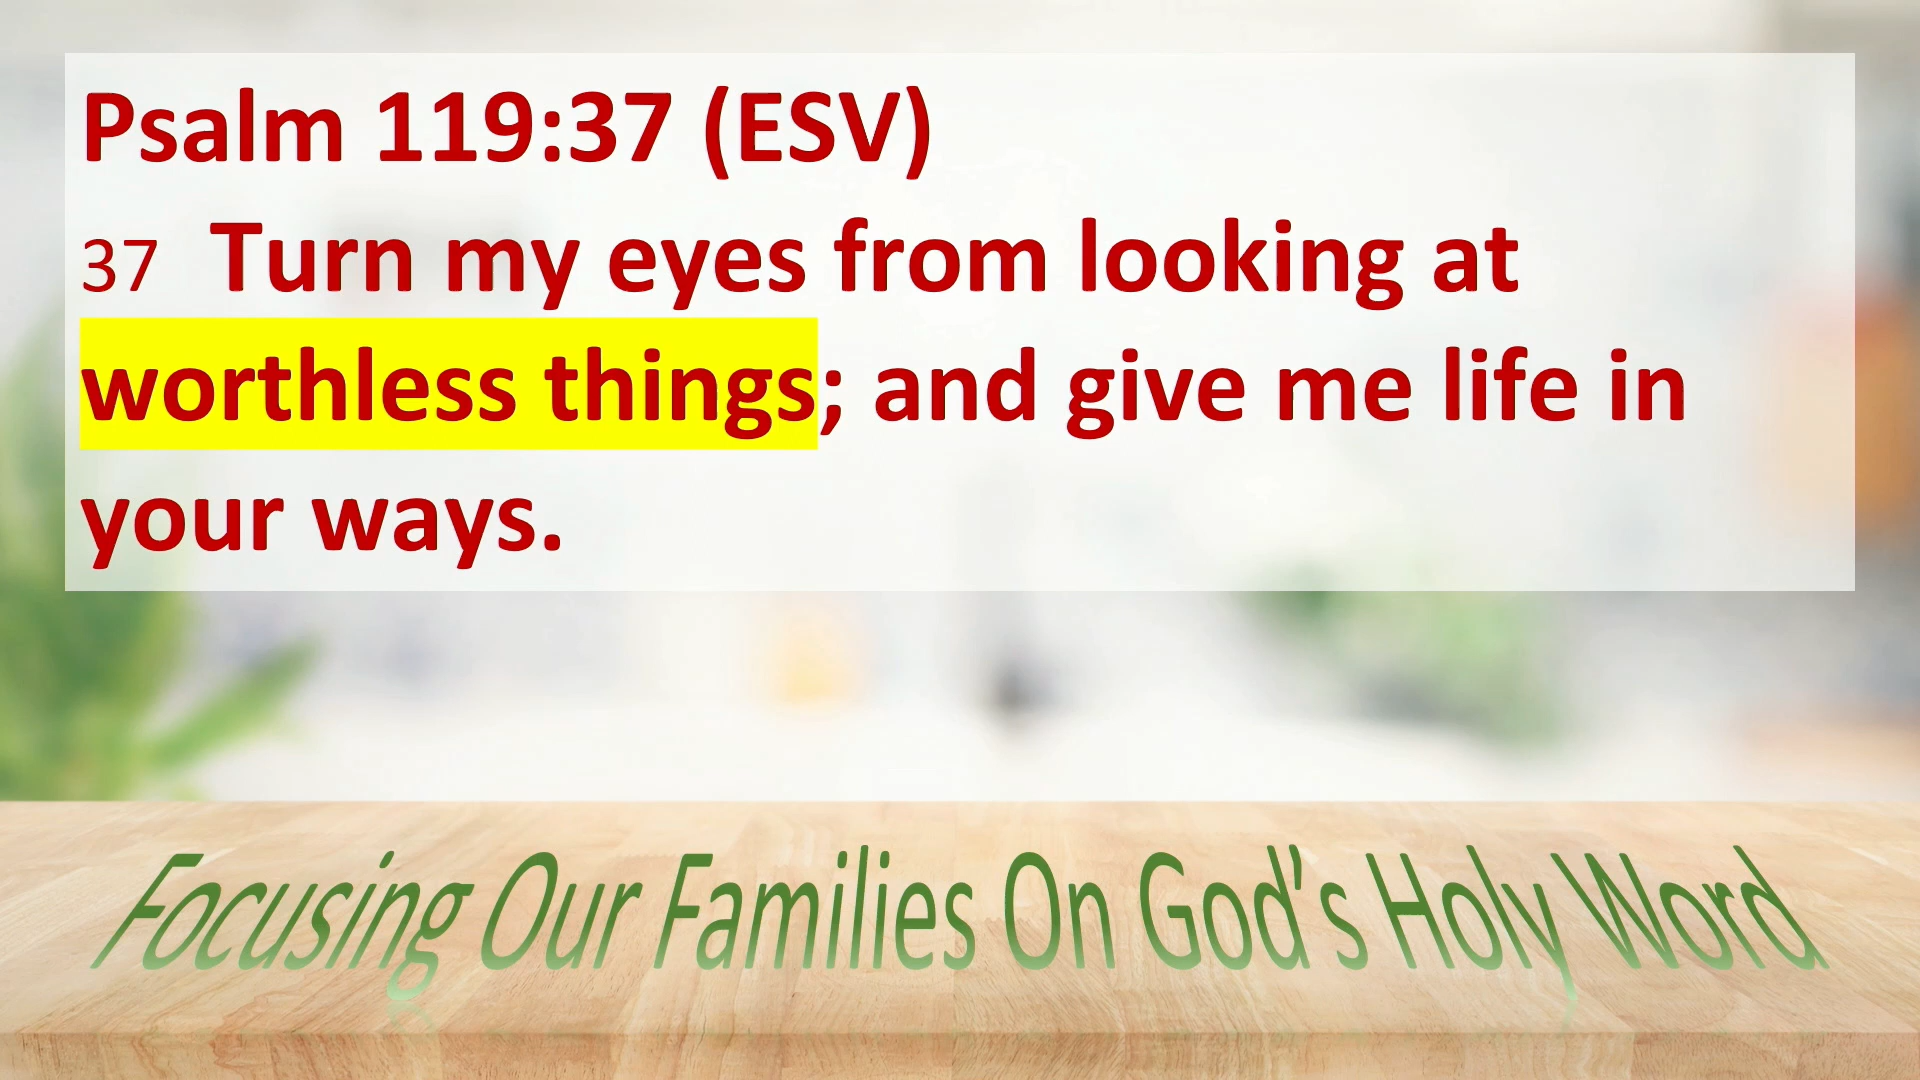 Psalm 119:37 (ESV)
37 Turn my eyes from looking at
worthless things; and give me life in
your ways.
Focusing Our Families On God’s Holy Word